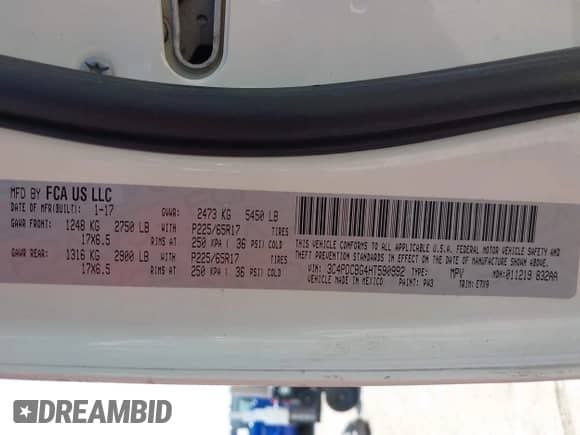 MFD BY FCA US LLC
DATE OF MFR(BUILT): 1-17 GVWR: 2473 KG 5450 LB
GAWR FRONT: 1248 KG 2750 LB WITH P225/65R17 TIRES
17X6.5 RIMS AT 250 KPA ( 36 PSI) COLD
GAWR REAR: 1316 KG 2900 LB WITH P225/65R17 TIRES
17X6.5 RIMS AT 250 KPA ( 36 PSI) COLD
THIS VEHICLE CONFORMS TO ALL APPLICABLE U.S.A. FEDERAL MOTOR VEHICLE SAFETY, BUMPER, AND
THEFT PREVENTION STANDARDS IN EFFECT ON THE DATE OF MANUFACTURE SHOWN ABOVE.
VIN: 3C4PDCBG4HT590992 TYPE: MPV MDH: 011219 832AA
VEHICLE MADE IN MEXICO PAINT: PW3 TRIM: E7X9
DREAMBID